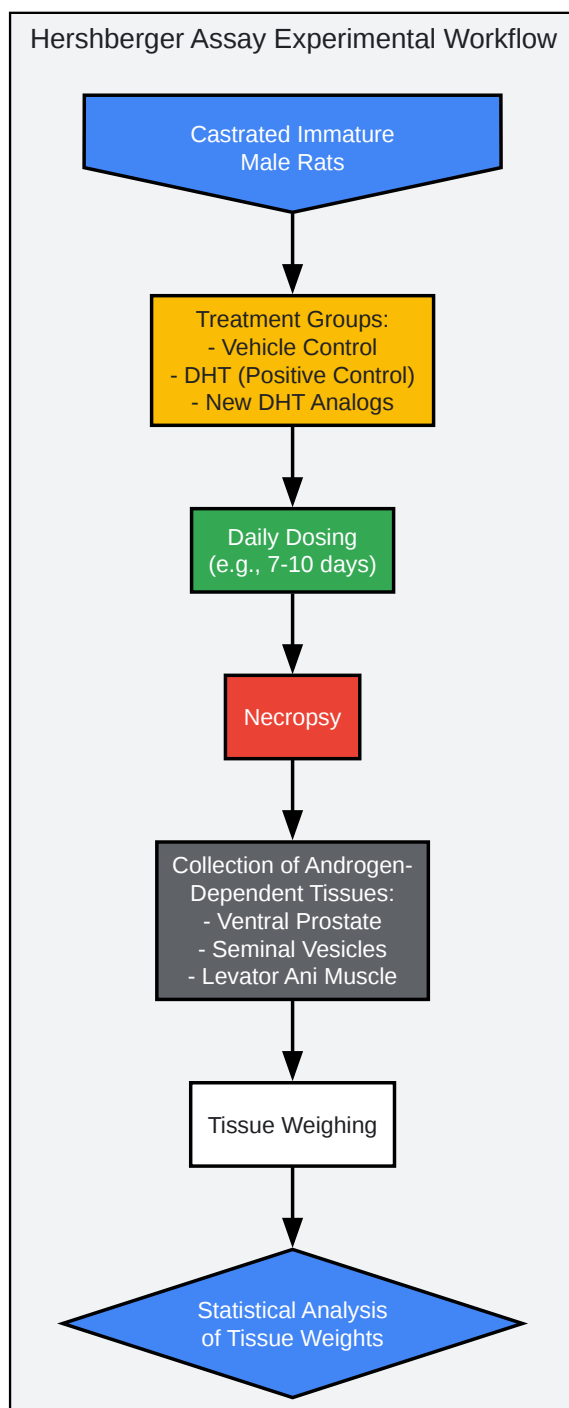 Hershberger Assay Experimental Workflow
Castrated Immature
Male Rats
Treatment Groups:
- Vehicle Control
- DHT (Positive Control)
- New DHT Analogs
Daily Dosing
(e.g., 7-10 days)
Necropsy
Collection of Androgen-
Dependent Tissues:
- Ventral Prostate
- Seminal Vesicles
- Levator Ani Muscle
Tissue Weighing
Statistical Analysis
of Tissue Weights